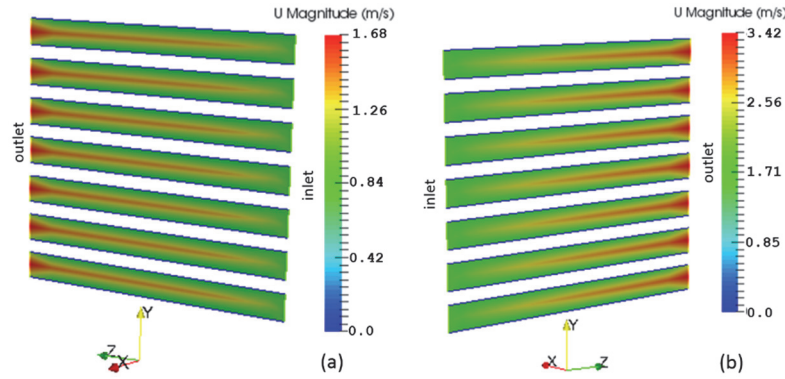 U Magnitude (m/s)
1.68
1.26
0.84
0.42
0.0
outlet
inlet
Y
Z
X
(a)
U Magnitude (m/s)
3.42
2.56
1.71
0.85
0.0
inlet
outlet
Y
X
Z
(b)